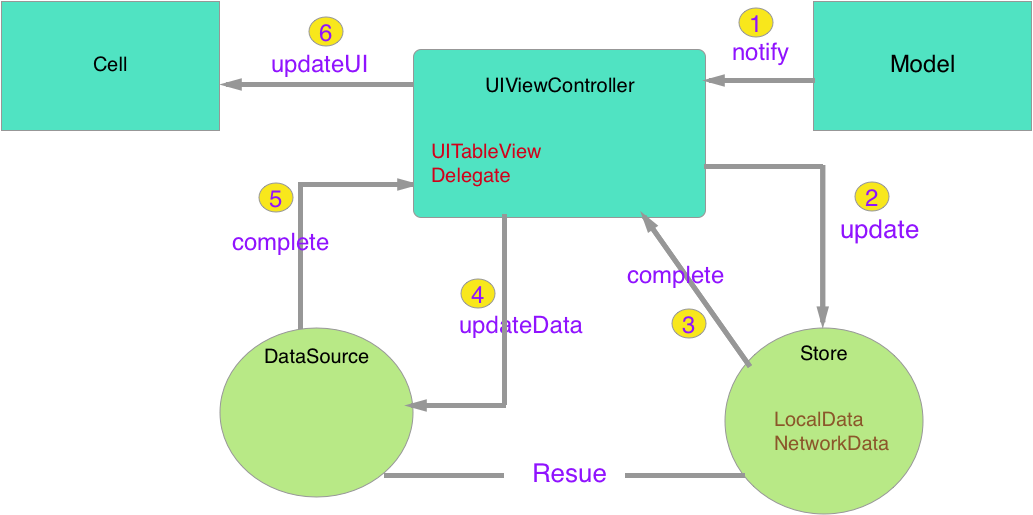 6
1
Cell
updateUI
notify
Model
UIViewController
UITableView
Delegate
5
2
complete
update
complete
4
3
updateData
DataSource
Store
LocalData
NetworkData
Resue